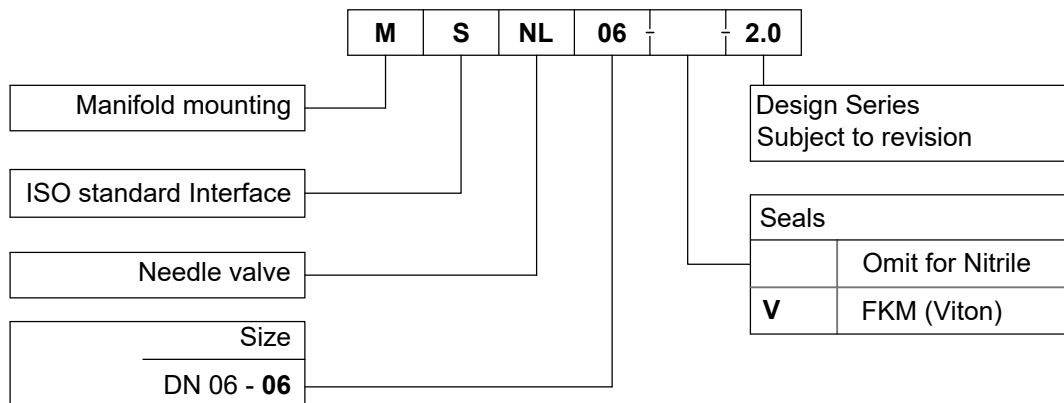 M S NL 06 - - 2.0
Manifold mounting
Design Series
Subject to revision
ISO standard Interface
Seals
Omit for Nitrile
V FKM (Viton)
Needle valve
Size
DN 06 - 06